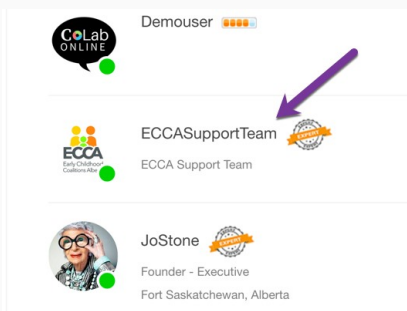 CoLab
ONLINE
Demouser
ECCA
Early Childhood
Coalitions Albe
ECCASupportTeam
EXPERT
ECCA Support Team
JoStone
EXPERT
Founder - Executive
Fort Saskatchewan, Alberta